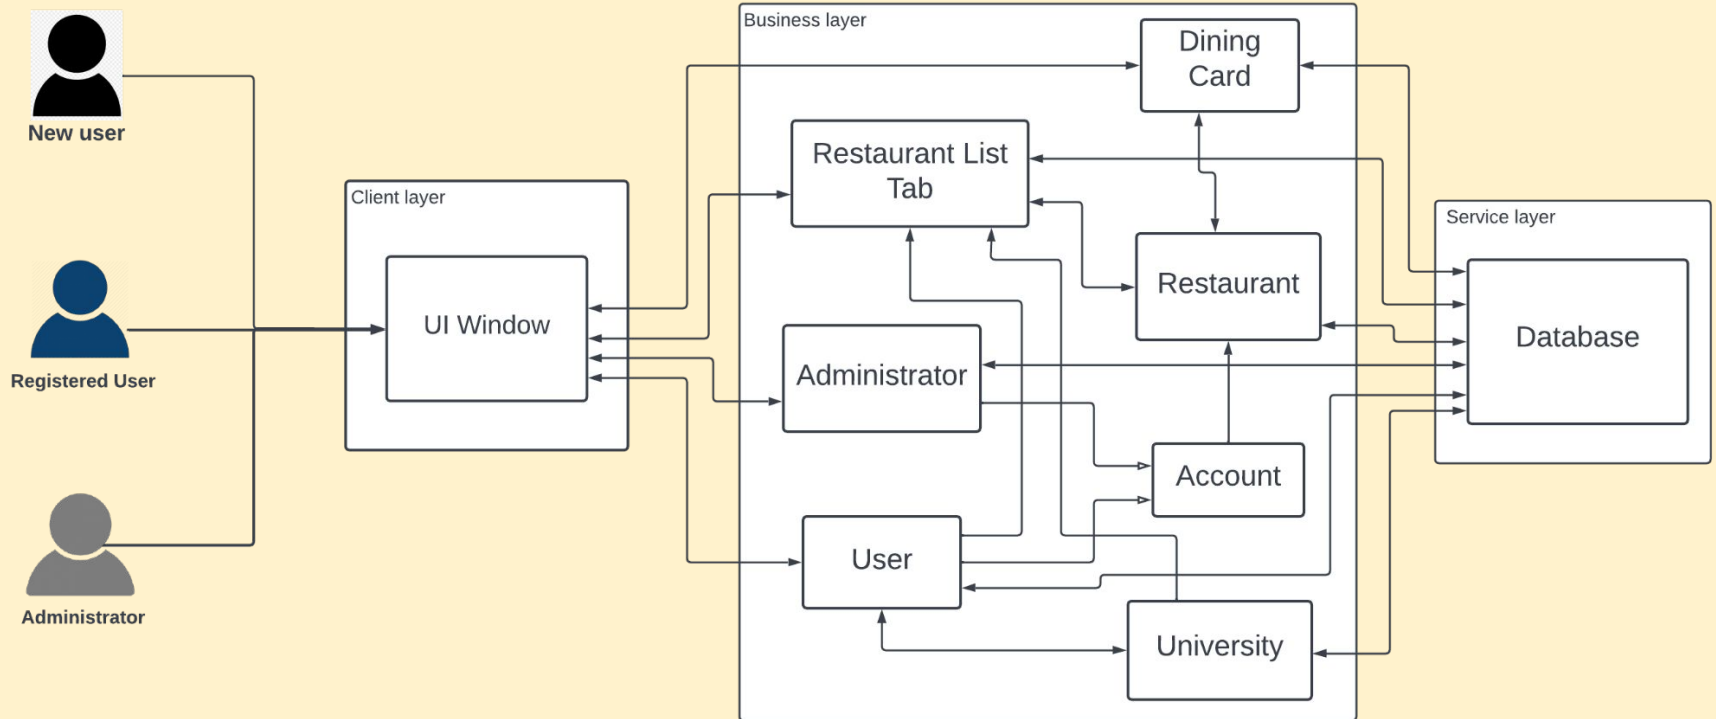 New user
Registered User
Administrator
Client layer
UI Window
Business layer
Dining
Card
Restaurant List
Tab
Restaurant
Administrator
Account
User
University
Service layer
Database